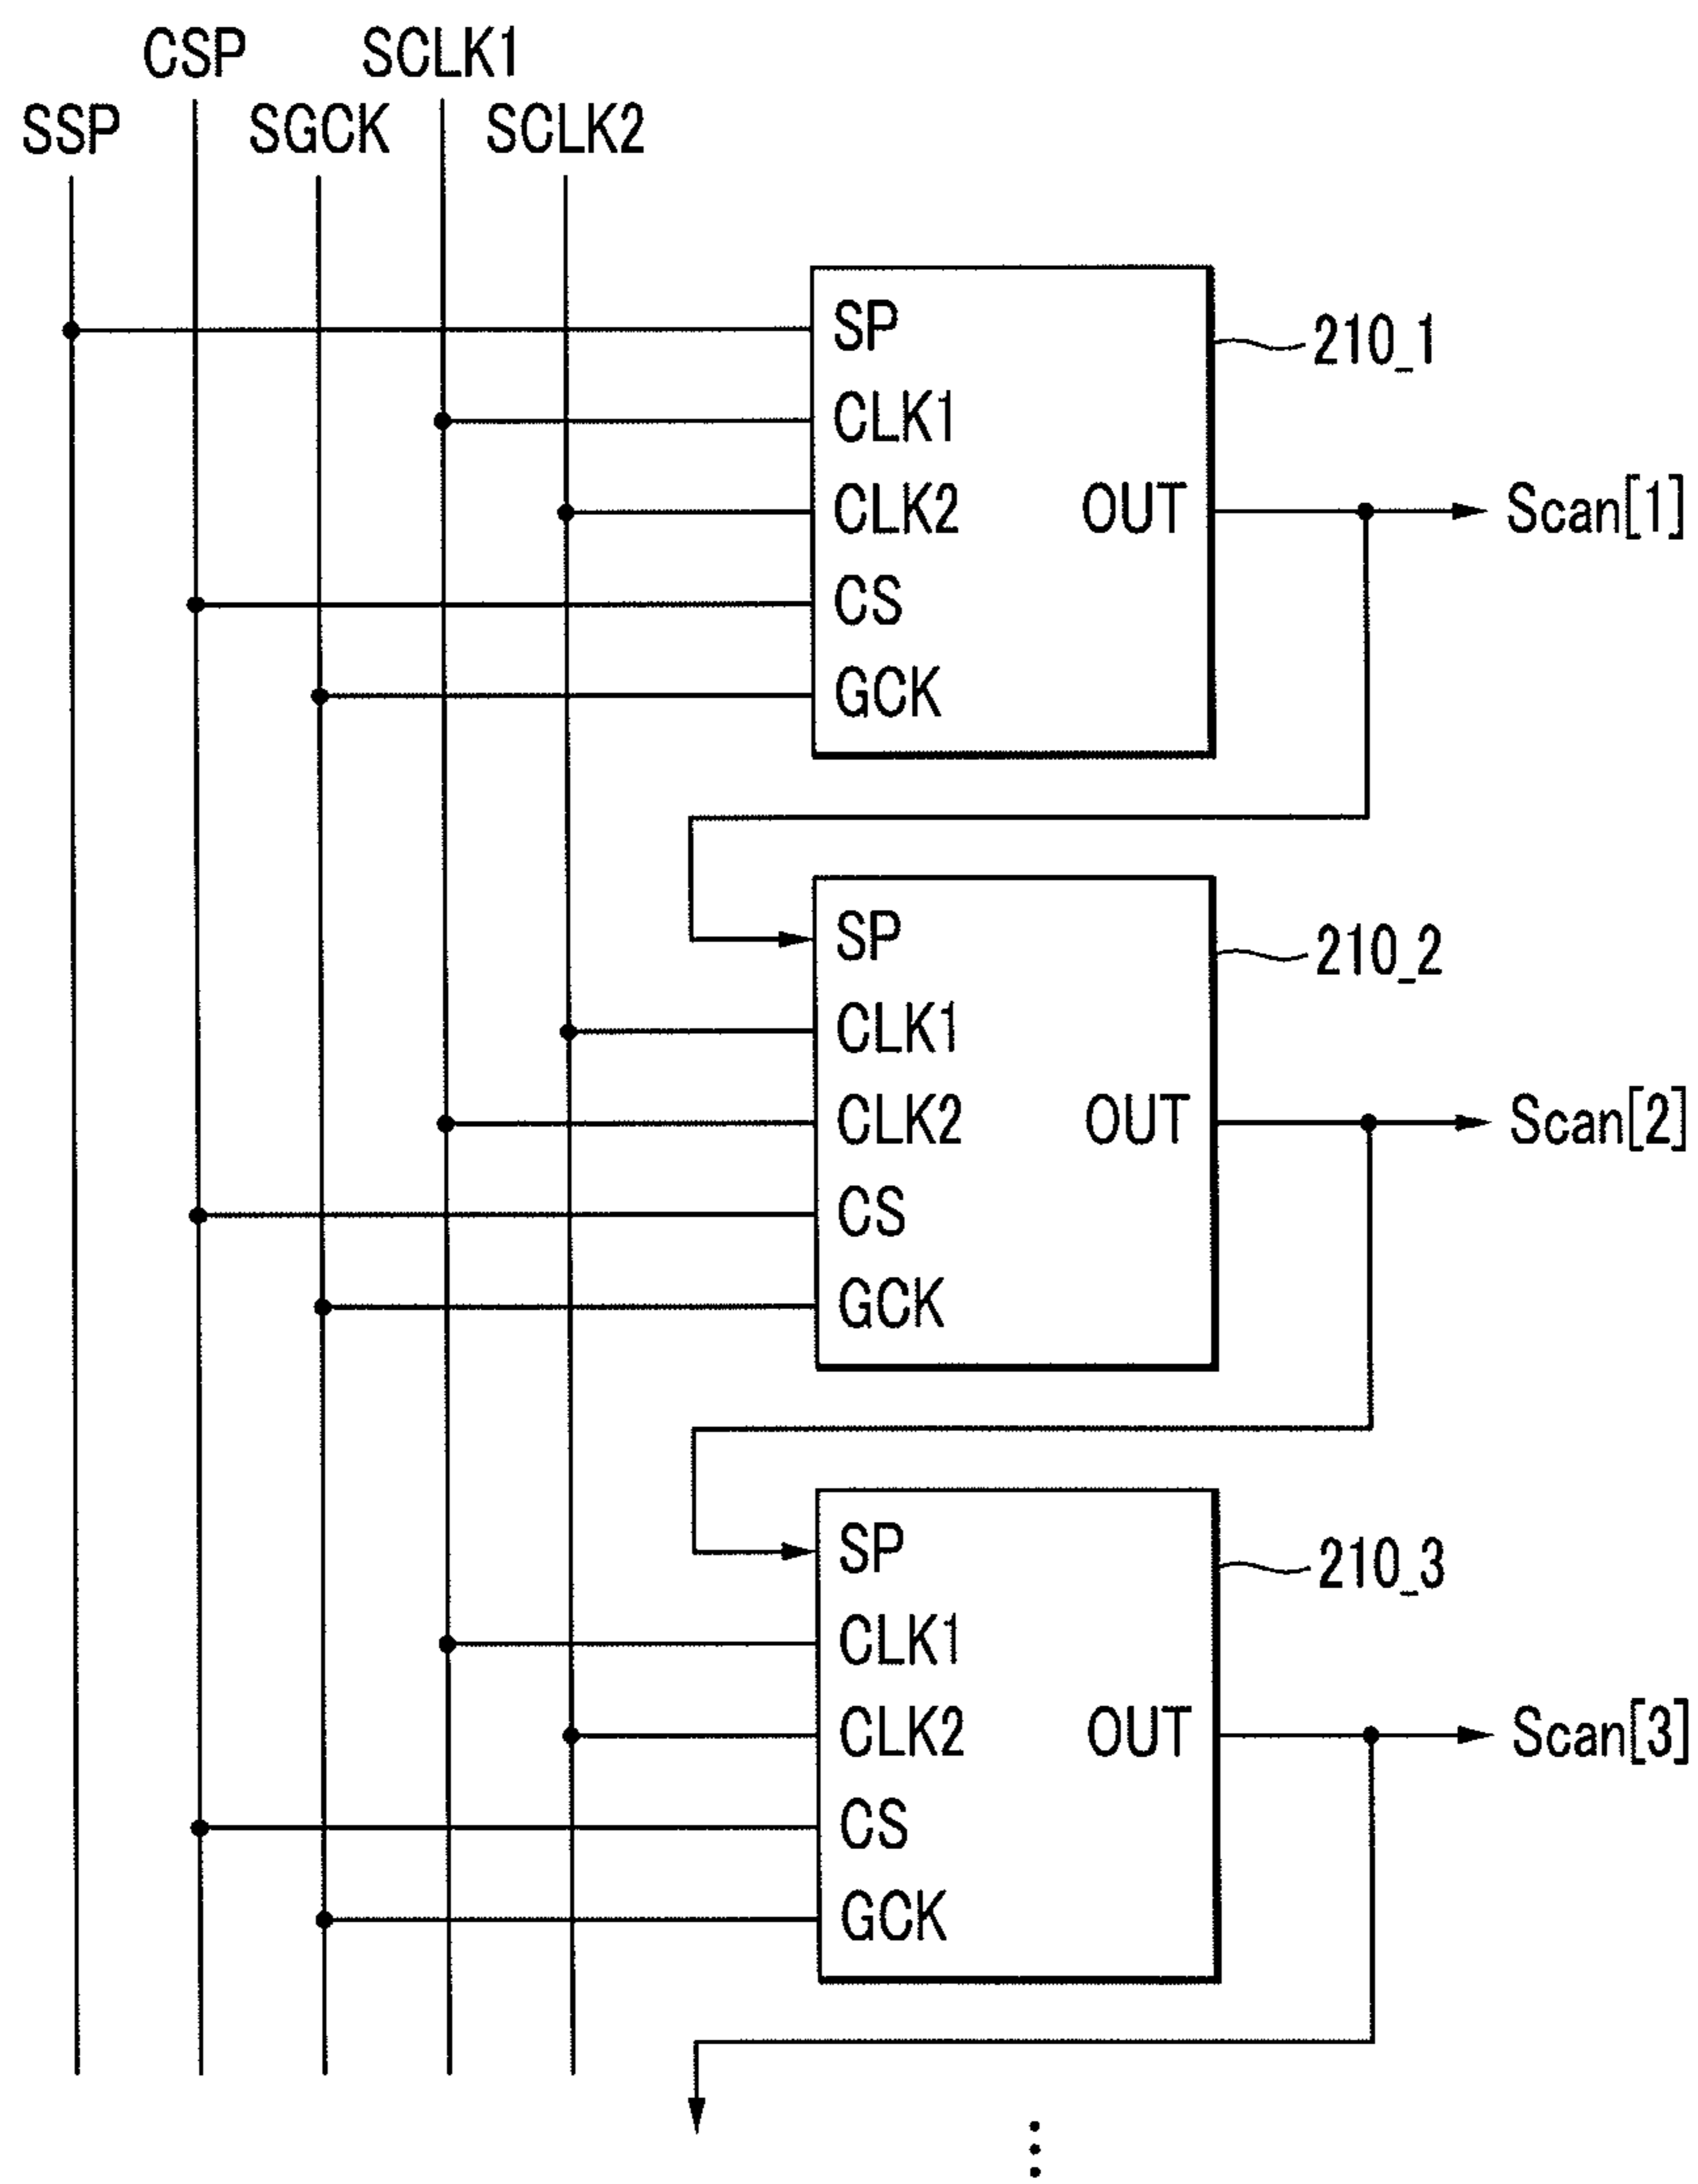 CSP SCLK1
SSP SGCK SCLK2
SP
210_1
CLK1
CLK2 OUT Scan[1]
CS
GCK
SP
210_2
CLK1
CLK2 OUT Scan[2]
CS
GCK
SP
210_3
CLK1
CLK2 OUT Scan[3]
CS
GCK